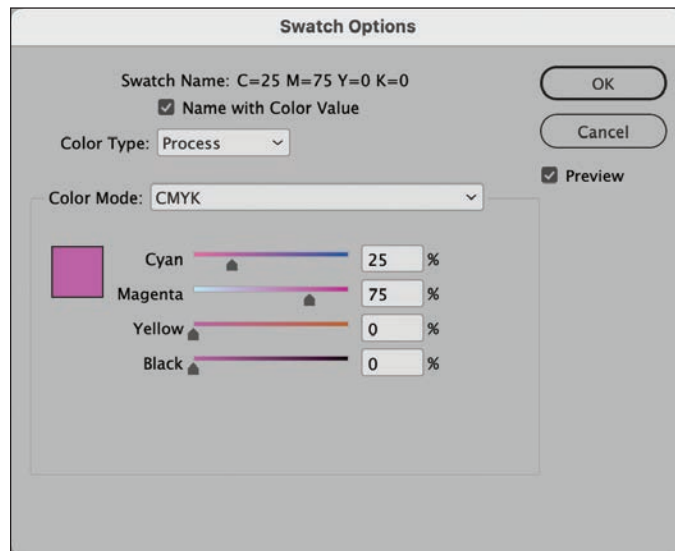 Swatch Options
Swatch Name: C=25 M=75 Y=0 K=0
Name with Color Value
Color Type: Process
OK
Cancel
Preview
Color Mode: CMYK
Cyan 25 %
Magenta 75 %
Yellow 0 %
Black 0 %